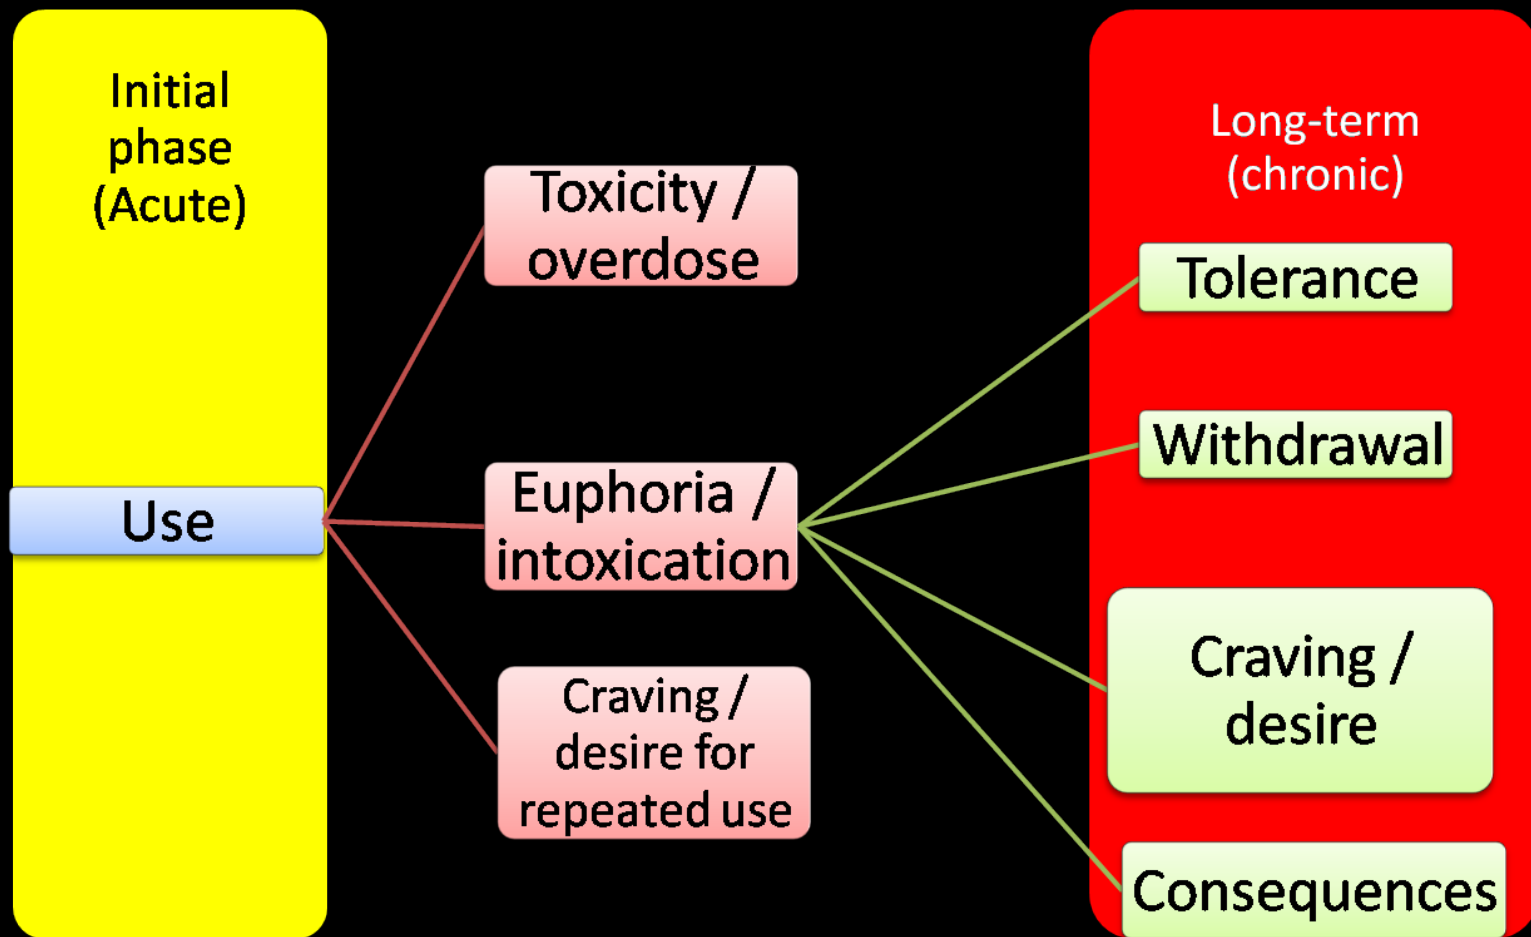 Initial
phase
(Acute)
Use
Toxicity /
overdose
Euphoria /
intoxication
Craving /
desire for
repeated use
Long-term
(chronic)
Tolerance
Withdrawal
Craving /
desire
Consequences